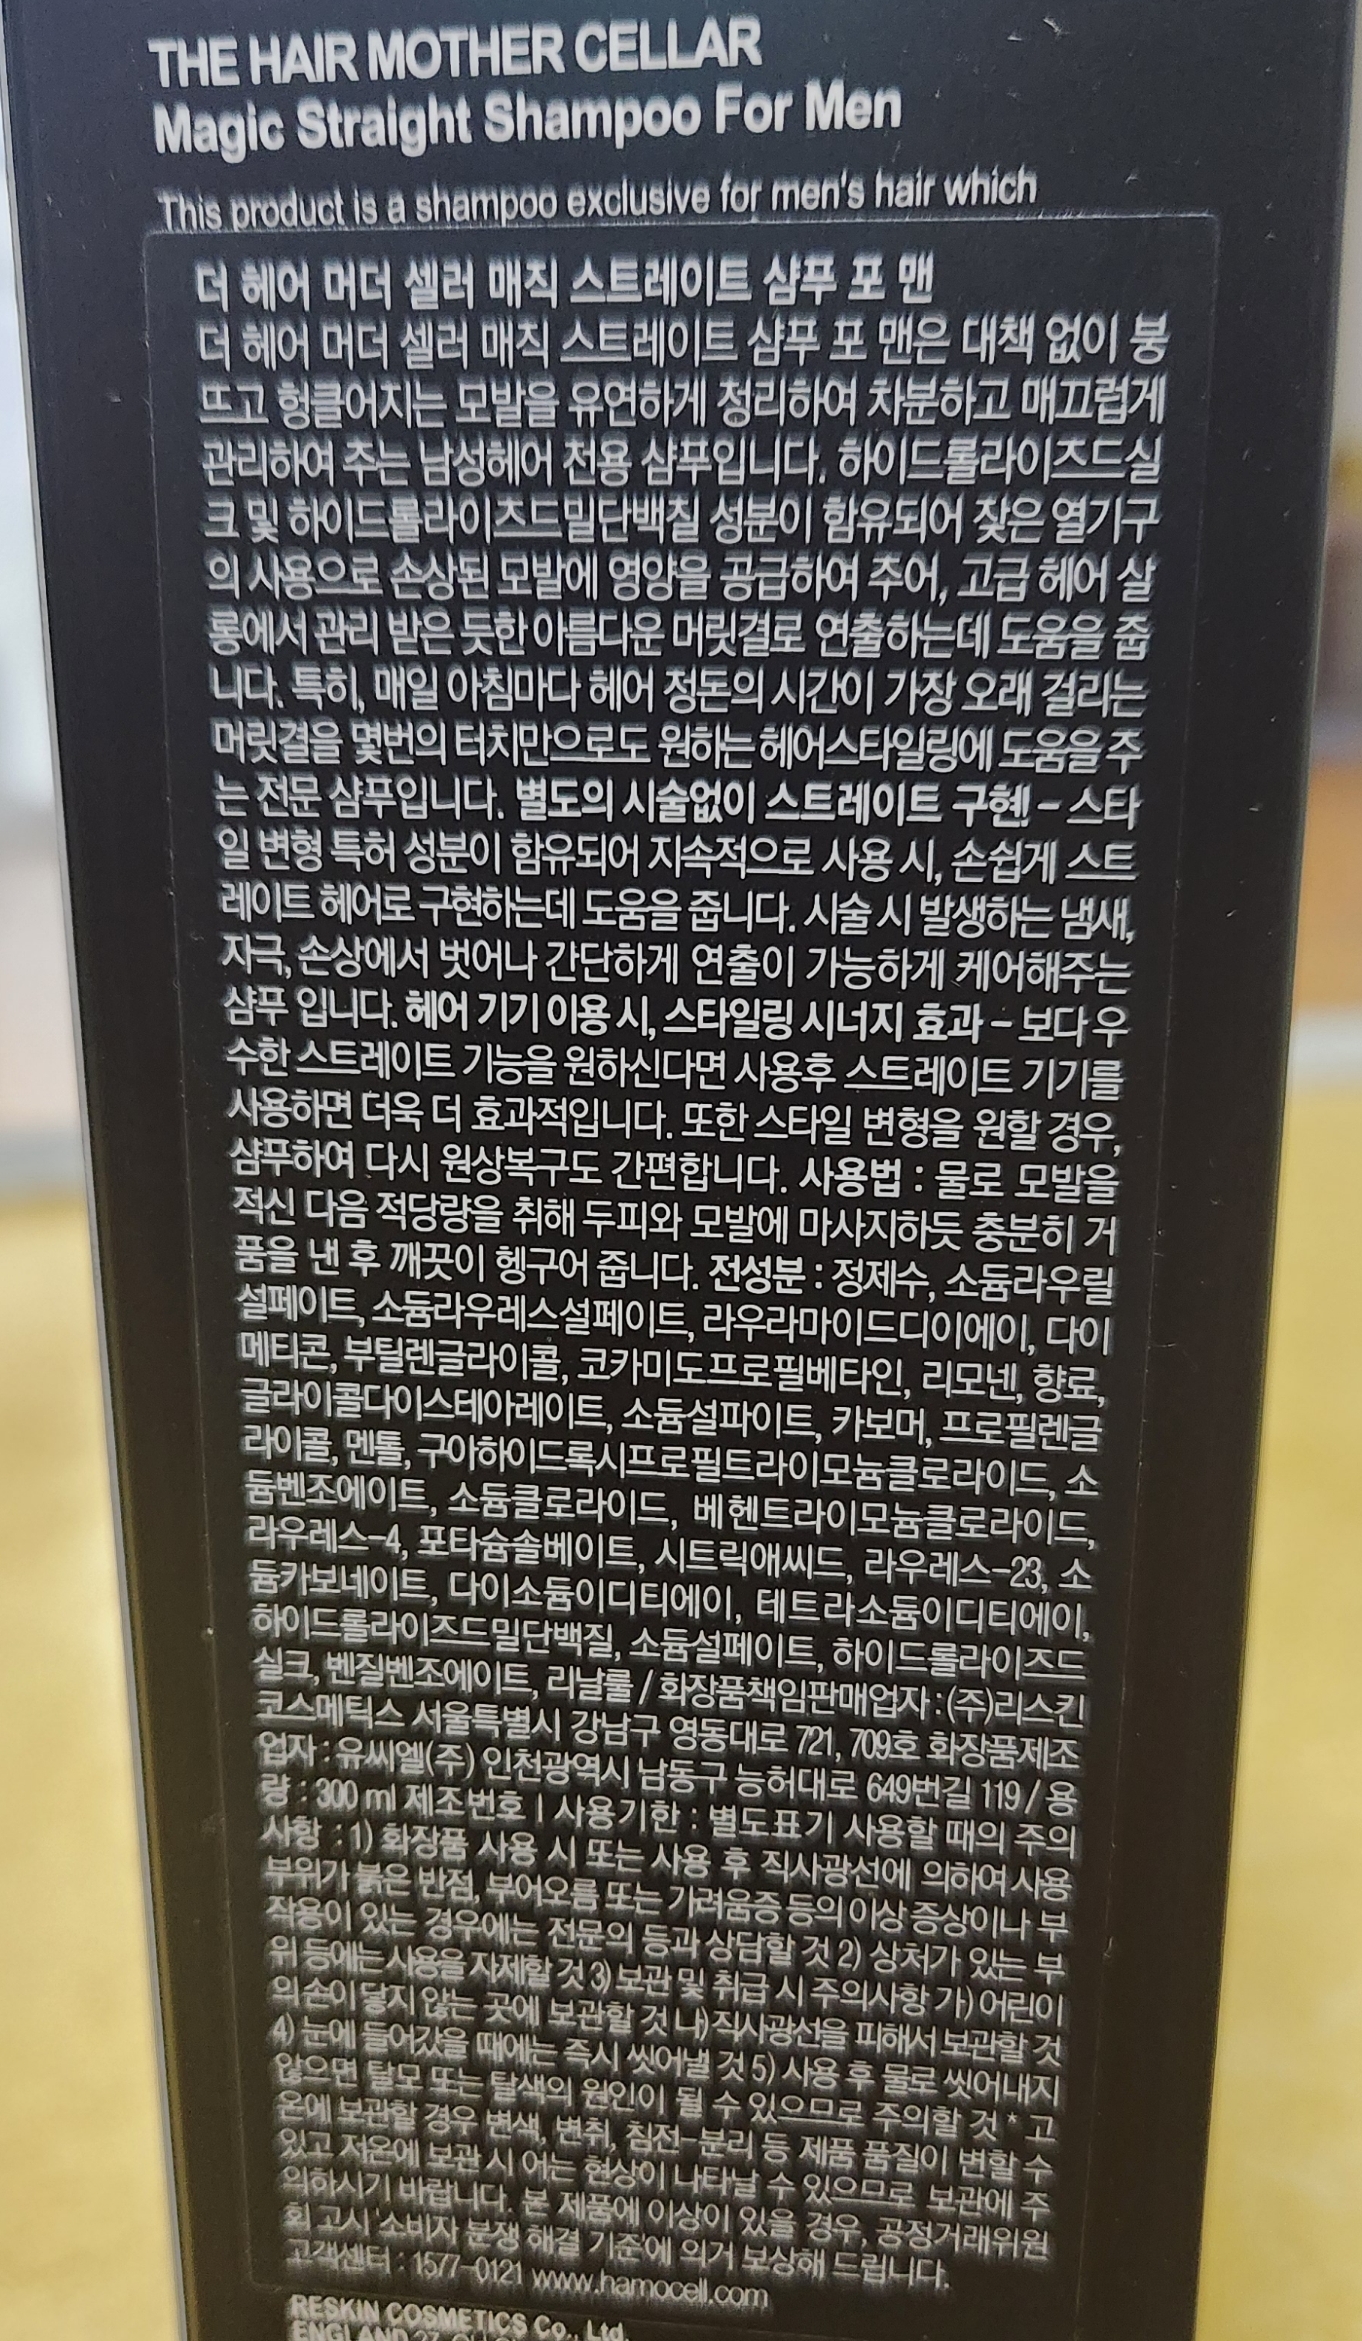 THE HAIR MOTHER CELLAR
Magic Straight Shampoo For Men
This product is a shampoo exclusive for men's hair which
더 헤어 머더 셀러 매직 스트레이트 샴푸 포 맨
더 헤어 머더 셀러 매직 스트레이트 샴푸 포 맨은 대책 없이 붕
뜨고 헝클어지는 모발을 유연하게 정리하여 차분하고 매끄럽게
관리하여 주는 남성헤어 전용 샴푸입니다. 하이드롤라이즈드실
크 및 하이드롤라이즈드밀단백질 성분이 함유되어 잦은 열기구
의 사용으로 손상된 모발에 영양을 공급하여 주어, 고급 헤어 살
롱에서 관리 받은 듯한 아름다운 머릿결로 연출하는데 도움을 줍
니다. 특히, 매일 아침마다 헤어 정돈의 시간이 가장 오래 걸리는
머릿결을 몇번의 터치만으로도 원하는 헤어스타일링에 도움을 주
는 전문 샴푸입니다. 별도의 시술없이 스트레이트 구현! - 스타
일 변형 특허 성분이 함유되어 지속적으로 사용 시, 손쉽게 스트
레이트 헤어로 구현하는데 도움을 줍니다. 시술 시 발생하는 냄새,
자극, 손상에서 벗어나 간단하게 연출이 가능하게 케어해주는
샴푸 입니다. 헤어 기기 이용 시, 스타일링 시너지 효과 - 보다 우
수한 스트레이트 기능을 원하신다면 사용후 스트레이트 기기를
사용하면 더욱 더 효과적입니다. 또한 스타일 변형을 원할 경우,
샴푸하여 다시 원상복구도 간편합니다. 사용법 : 물로 모발을
적신 다음 적당량을 취해 두피와 모발에 마사지하듯 충분히 거
품을 낸 후 깨끗이 헹구어 줍니다. 전성분 : 정제수, 소듐라우릴
설페이트, 소듐라우레스설페이트, 라우라마이드디이에이, 다이
메티콘, 부틸렌글라이콜, 코카미도프로필베타인, 리모넨, 향료,
글라이콜다이스테아레이트, 소듐설파이트, 카보머, 프로필렌글
라이콜, 멘톨, 구아하이드록시프로필트라이모늄클로라이드, 소
듐벤조에이트, 소듐클로라이드, 베헨트라이모늄클로라이드,
라우레스-4, 포타슘솔베이트, 시트릭애씨드, 라우레스-23, 소
듐카보네이트, 다이소듐이디티에이, 테트라소듐이디티에이,
하이드롤라이즈드밀단백질, 소듐설페이트, 하이드롤라이즈드
실크, 벤질벤조에이트, 리날룰 / 화장품책임판매업자 : (주)리스킨
코스메틱스 서울특별시 강남구 영동대로 721, 709호 화장품제조
업자 : 유씨엘(주) 인천광역시 남동구 능허대로 649번길 119 / 용
량 : 300 ml 제조번호 | 사용기한 : 별도표기 사용할 때의 주의
사항 : 1) 화장품 사용 시 또는 사용 후 직사광선에 의하여 사용
부위가 붉은 반점, 부어오름 또는 가려움증 등의 이상 증상이나 부
작용이 있는 경우에는 전문의 등과 상담할 것 2) 상처가 있는 부
위 등에는 사용을 자제할 것 3) 보관 및 취급 시 주의사항 가) 어린이
의 손이 닿지 않는 곳에 보관할 것 나) 직사광선을 피해서 보관할 것
4) 눈에 들어갔을 때에는 즉시 씻어낼 것 5) 사용 후 물로 씻어내지
않으면 탈모 또는 탈색의 원인이 될 수 있으므로 주의할 것 * 고
온에 보관할 경우 변색, 변취, 침전-분리 등 제품 품질이 변할 수
있고 저온에 보관 시 어는 현상이 나타날 수 있으므로 보관에 주
의하시기 바랍니다. 본 제품에 이상이 있을 경우, 공정거래위원
회 고시 '소비자 분쟁 해결 기준'에 의거 보상해 드립니다.
고객센터 : 1577-0121 www.hamocell.com
RESKIN COSMETICS Co., Ltd.
ENGLAND